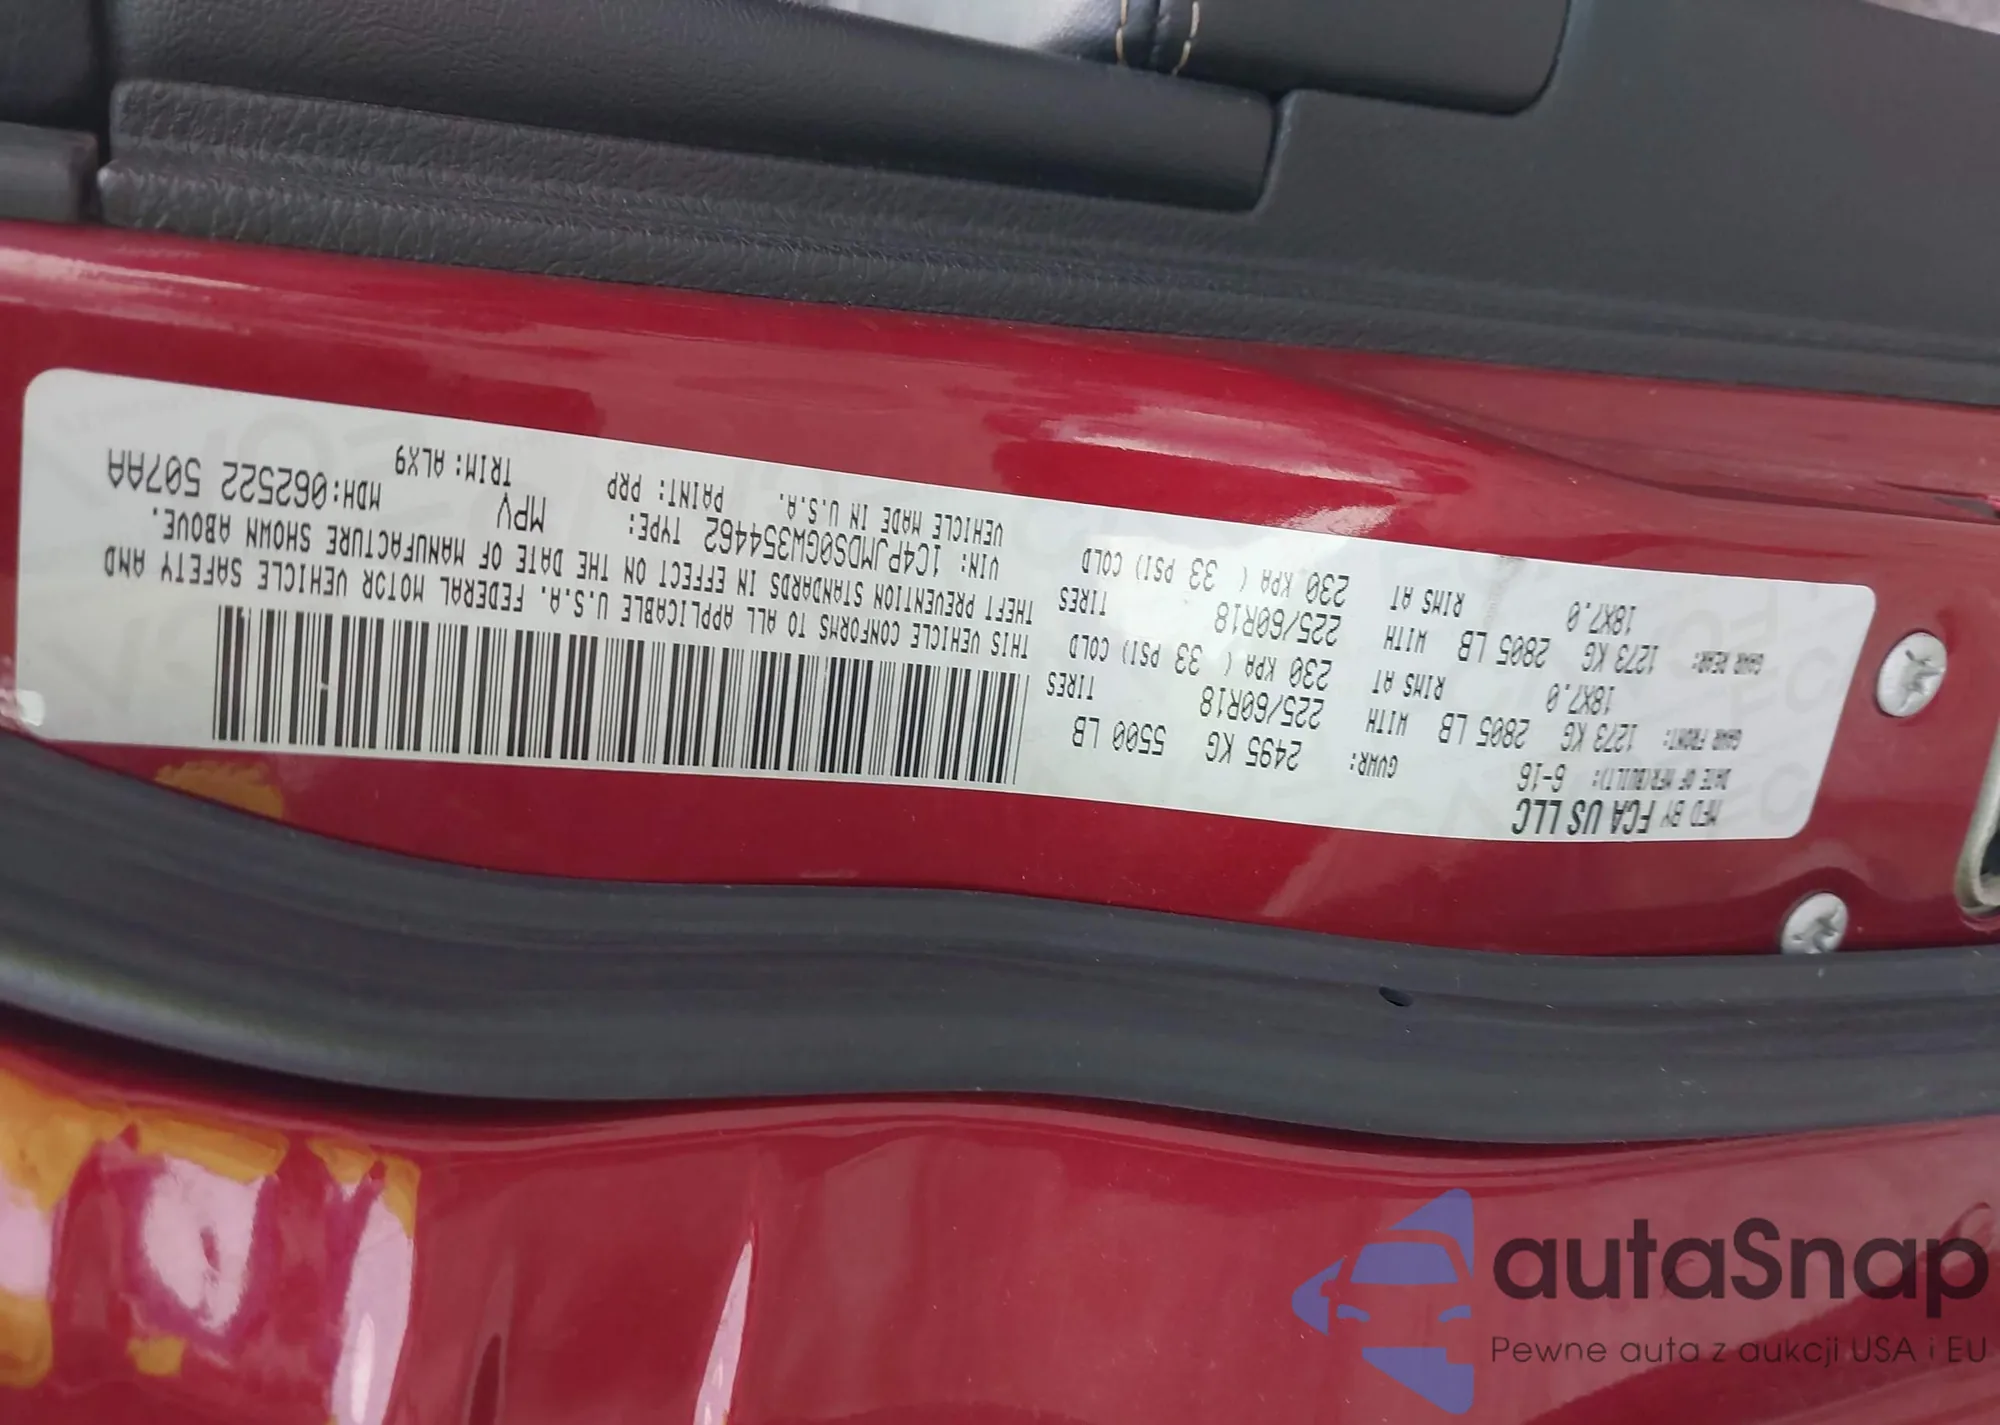 MFD BY FCA US LLC
DATE OF MFR(BUILT): 6-16 GVWR: 2495 KG 5500 LB
GAWR FRONT: 1273 KG 2805 LB WITH 225/60R18 TIRES
18X7.0 RIMS AT 230 KPA ( 33 PSI) COLD
GAWR REAR: 1273 KG 2805 LB WITH 225/60R18 TIRES
18X7.0 RIMS AT 230 KPA ( 33 PSI) COLD
THIS VEHICLE CONFORMS TO ALL APPLICABLE U.S.A. FEDERAL MOTOR VEHICLE SAFETY AND
THEFT PREVENTION STANDARDS IN EFFECT ON THE DATE OF MANUFACTURE SHOWN ABOVE.
VIN: 1C4PJMDS0GW354462 TYPE: MPV MDH:062522 507AA
VEHICLE MADE IN U.S.A. PAINT: PRP TRIM: ALX9
autaSnap
Pewne auta z aukcji USA i EU